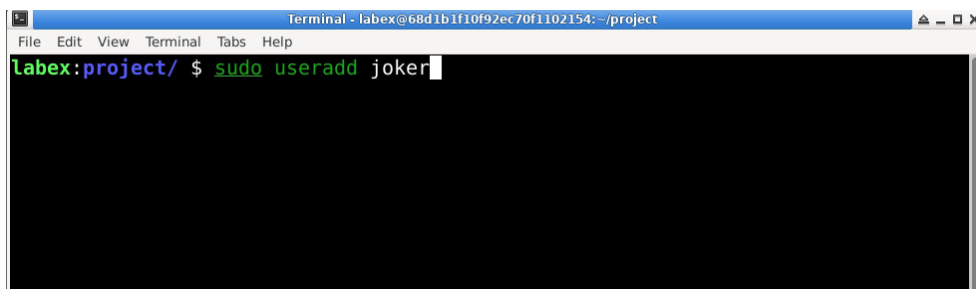 Terminal - labex@68d1b1f10f92ec70f1102154:~/project
File Edit View Terminal Tabs Help
labex:project/ $ sudo useradd joker